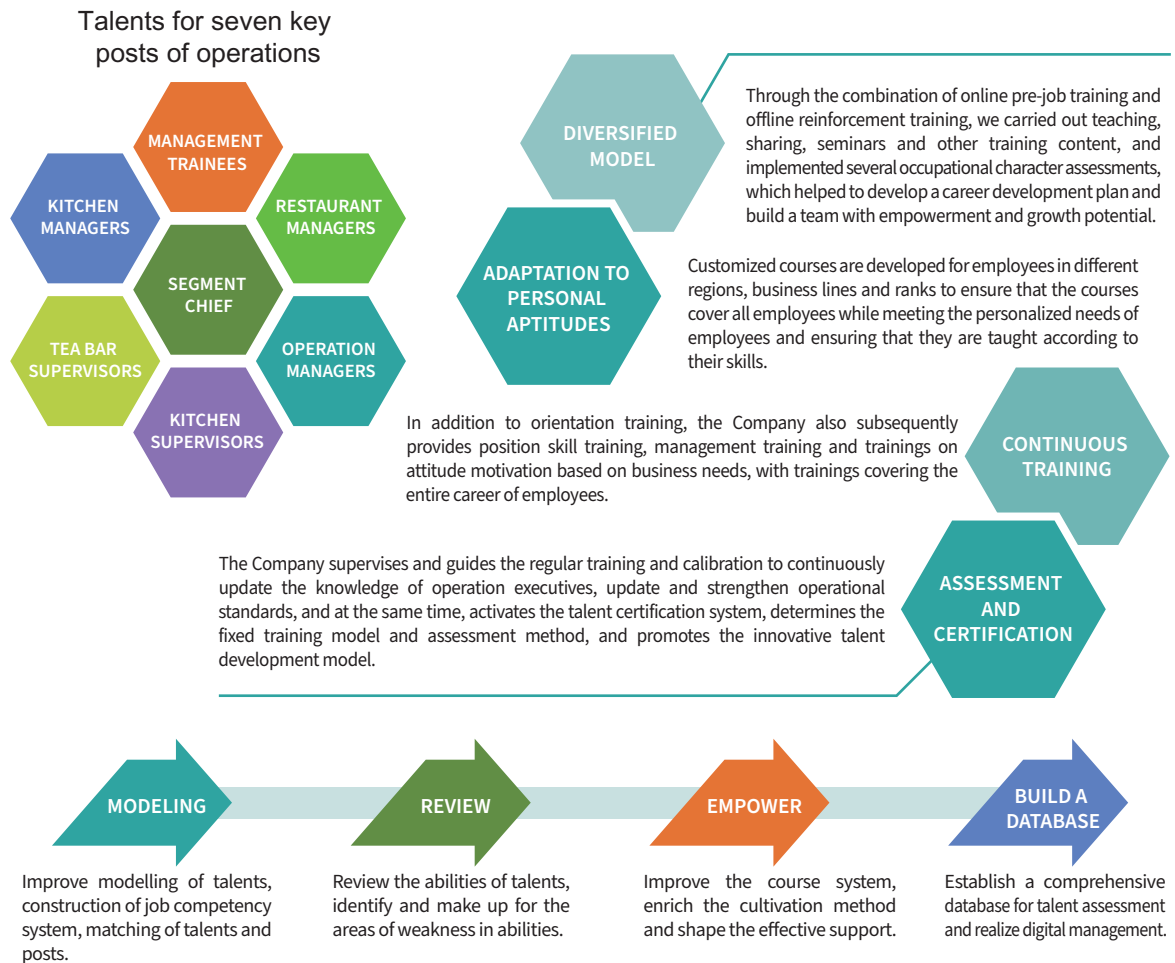 Talents for seven key
posts of operations
MANAGEMENT
TRAINEES
KITCHEN
MANAGERS
RESTAURANT
MANAGERS
SEGMENT
CHIEF
TEA BAR
SUPERVISORS
OPERATION
MANAGERS
KITCHEN
SUPERVISORS
DIVERSIFIED
MODEL
Through the combination of online pre-job training and
offline reinforcement training, we carried out teaching,
sharing, seminars and other training content, and
implemented several occupational character assessments,
which helped to develop a career development plan and
build a team with empowerment and growth potential.
ADAPTATION TO
PERSONAL
APTITUDES
Customized courses are developed for employees in different
regions, business lines and ranks to ensure that the courses
cover all employees while meeting the personalized needs of
employees and ensuring that they are taught according to
their skills.
In addition to orientation training, the Company also subsequently
provides position skill training, management training and trainings on
attitude motivation based on business needs, with trainings covering the
entire career of employees.
CONTINUOUS
TRAINING
The Company supervises and guides the regular training and calibration to continuously
update the knowledge of operation executives, update and strengthen operational
standards, and at the same time, activates the talent certification system, determines the
fixed training model and assessment method, and promotes the innovative talent
development model.
ASSESSMENT
AND
CERTIFICATION
MODELING
Improve modelling of talents,
construction of job competency
system, matching of talents and
posts.
REVIEW
Review the abilities of talents,
identify and make up for the
areas of weakness in abilities.
EMPOWER
Improve the course system,
enrich the cultivation method
and shape the effective support.
BUILD A
DATABASE
Establish a comprehensive
database for talent assessment
and realize digital management.